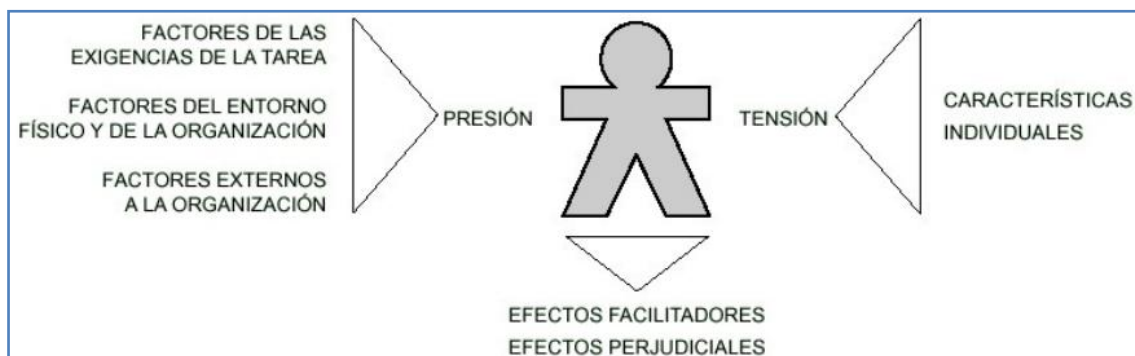 FACTORES DE LAS
EXIGENCIAS DE LA TAREA
FACTORES DEL ENTORNO
FÍSICO Y DE LA ORGANIZACIÓN
FACTORES EXTERNOS
A LA ORGANIZACIÓN
PRESIÓN
TENSIÓN
CARACTERÍSTICAS
INDIVIDUALES
EFECTOS FACILITADORES
EFECTOS PERJUDICIALES